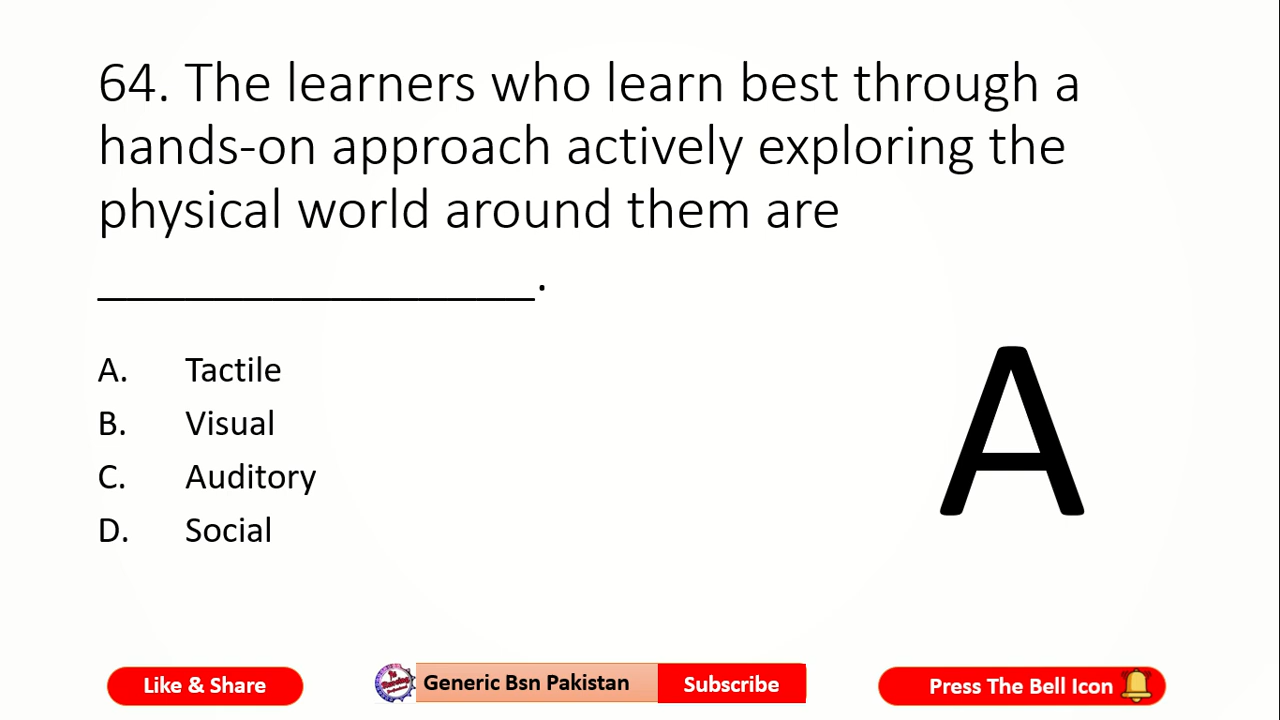 64. The learners who learn best through a
hands-on approach actively exploring the
physical world around them are
___________________.
A. Tactile
B. Visual
C. Auditory
D. Social
A
Like & Share
Generic Bsn Pakistan
Subscribe
Press The Bell Icon